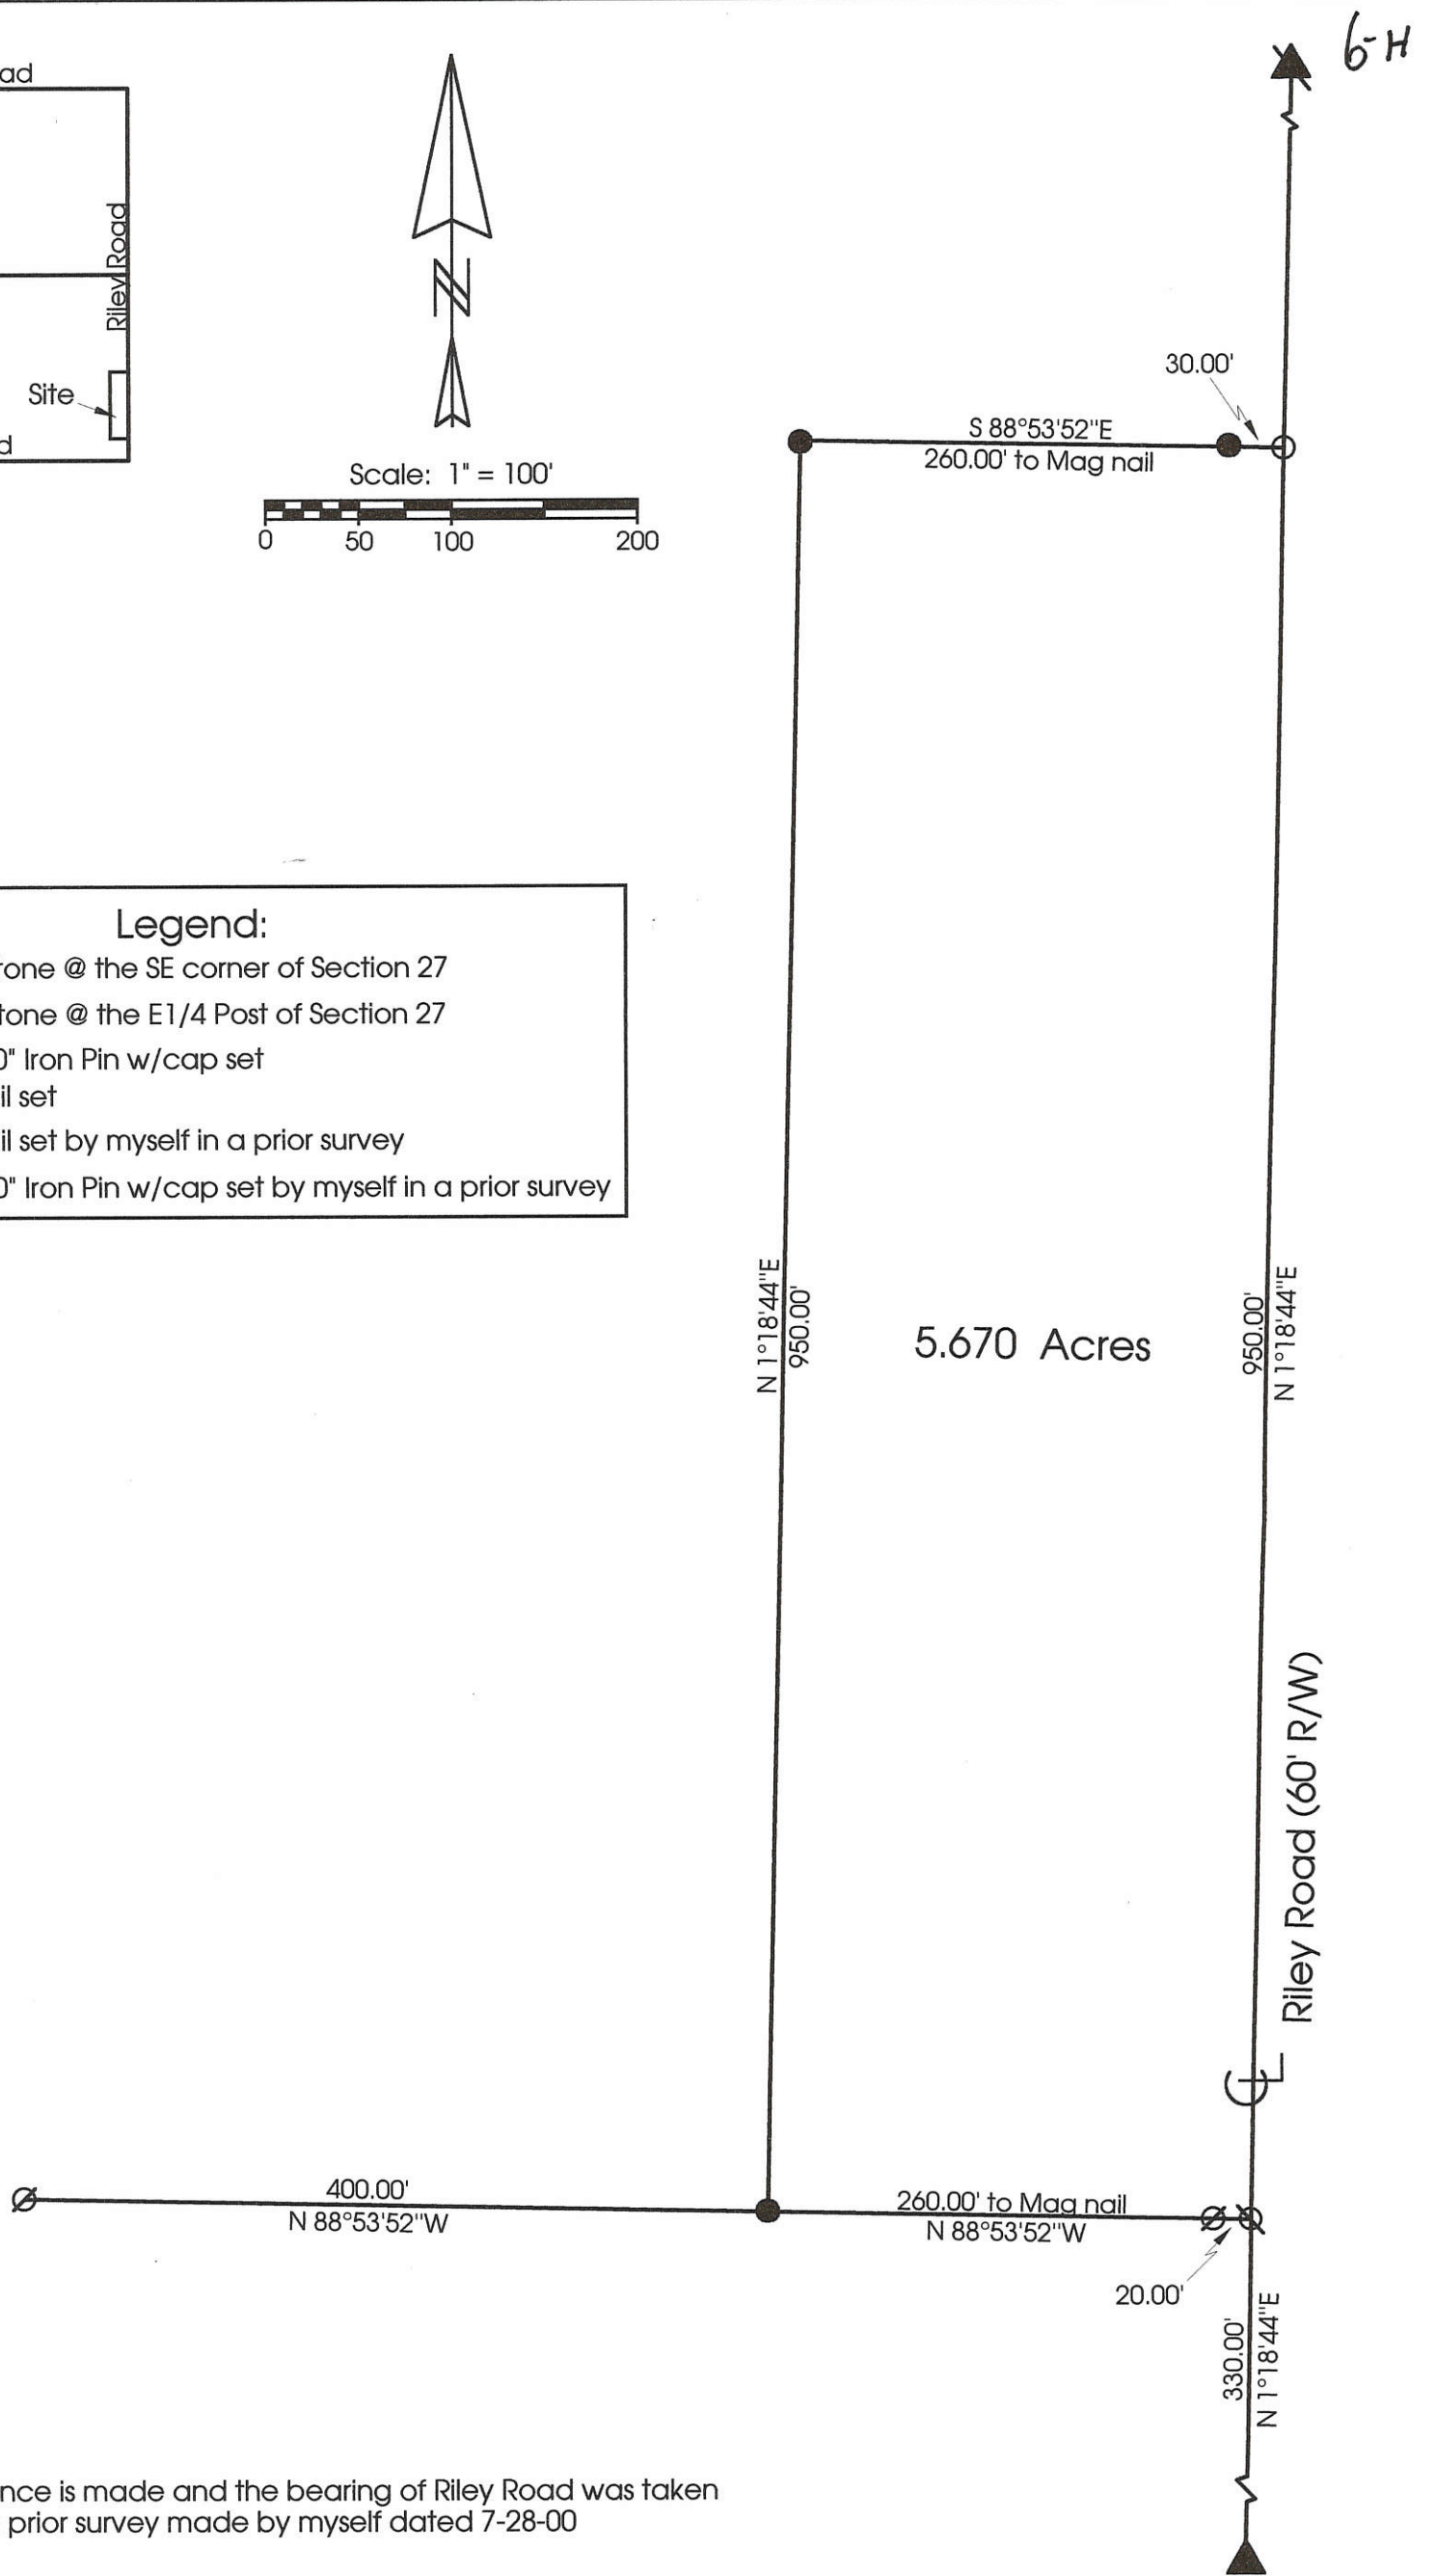 6-H
ad
Riley Road
Site
d
N
Scale: 1" = 100'
0 50 100 200
30.00'
S 88°53'52"E
260.00' to Mag nail
Legend:
tone @ the SE corner of Section 27
tone @ the E1/4 Post of Section 27
0" Iron Pin w/cap set
il set
il set by myself in a prior survey
0" Iron Pin w/cap set by myself in a prior survey
N 1°18'44"E
950.00'
5.670 Acres
950.00'
N 1°18'44"E
Riley Road (60' R/W)
CL
400.00'
N 88°53'52"W
260.00' to Mag nail
N 88°53'52"W
20.00'
330.00'
N 1°18'44"E
nce is made and the bearing of Riley Road was taken
prior survey made by myself dated 7-28-00